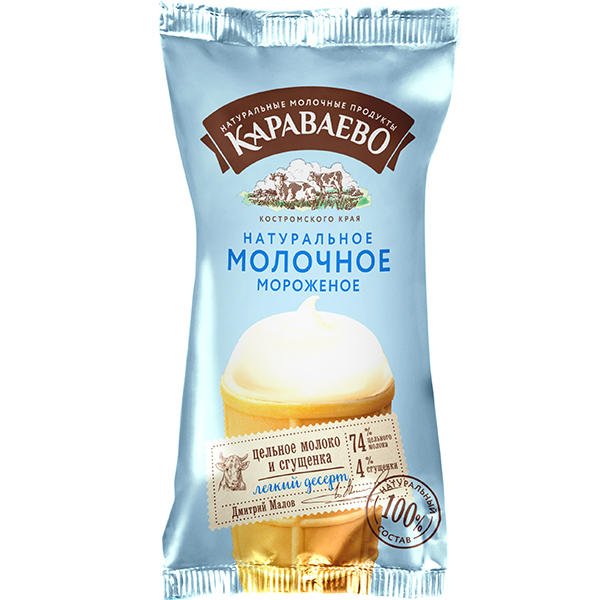 НАТУРАЛЬНЫЕ МОЛОЧНЫЕ ПРОДУКТЫ
КАРАВАЕВО
КОСТРОМСКОГО КРАЯ
НАТУРАЛЬНОЕ
МОЛОЧНОЕ
МОРОЖЕНОЕ
цельное молоко
и сгущенка
легкий десерт
Дмитрий Малов
74% цельного
молока
4% сгущенки
НАТУРАЛЬНЫЙ
100%
СОСТАВ